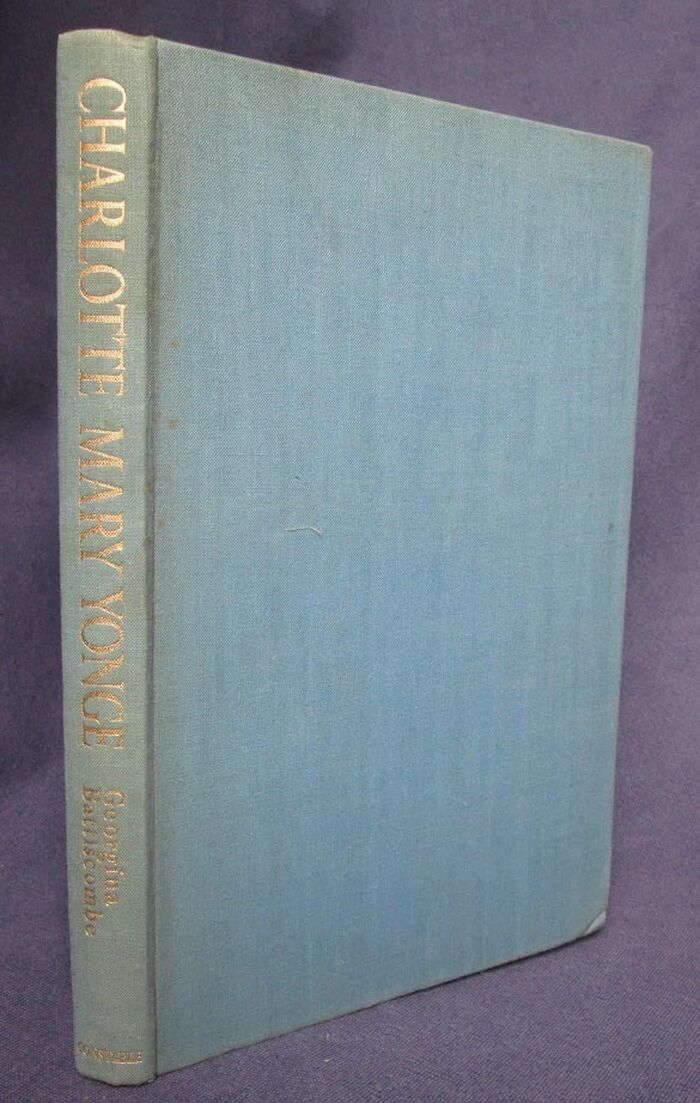 CHARLOTTE MARY YONGE
Georgina
Battiscombe
CONSTABLE